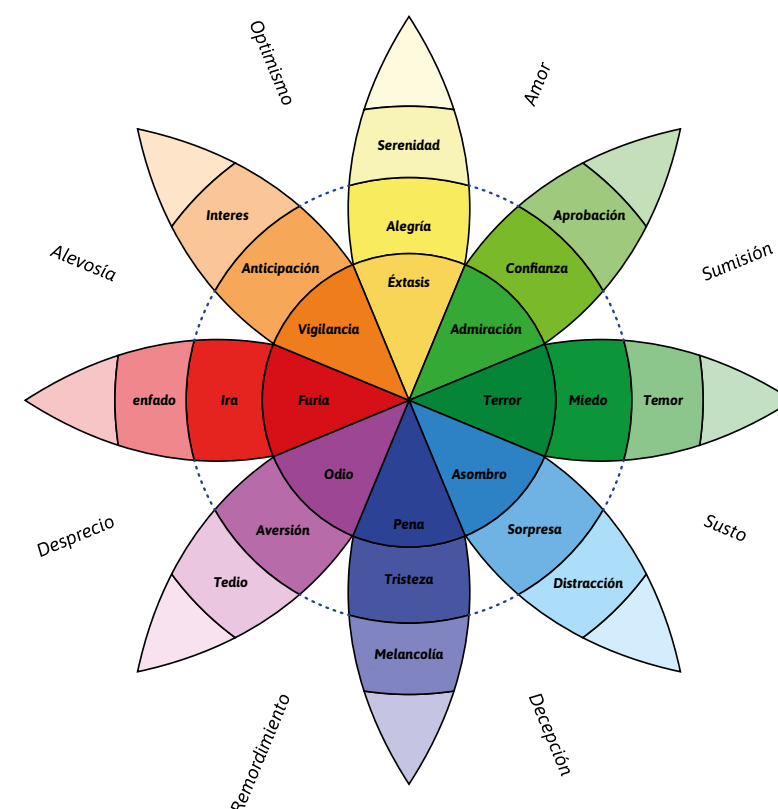 Optimismo
Amor
Serenidad
Interes
Aprobación
Alegría
Alevosía
Anticipación
Confianza
Sumisión
Éxtasis
Vigilancia
Admiración
enfado
Ira
Furia
Terror
Miedo
Temor
Odio
Asombro
Desprecio
Aversión
Pena
Sorpresa
Susto
Tedio
Tristeza
Distracción
Melancolía
Remordimiento
Decepción